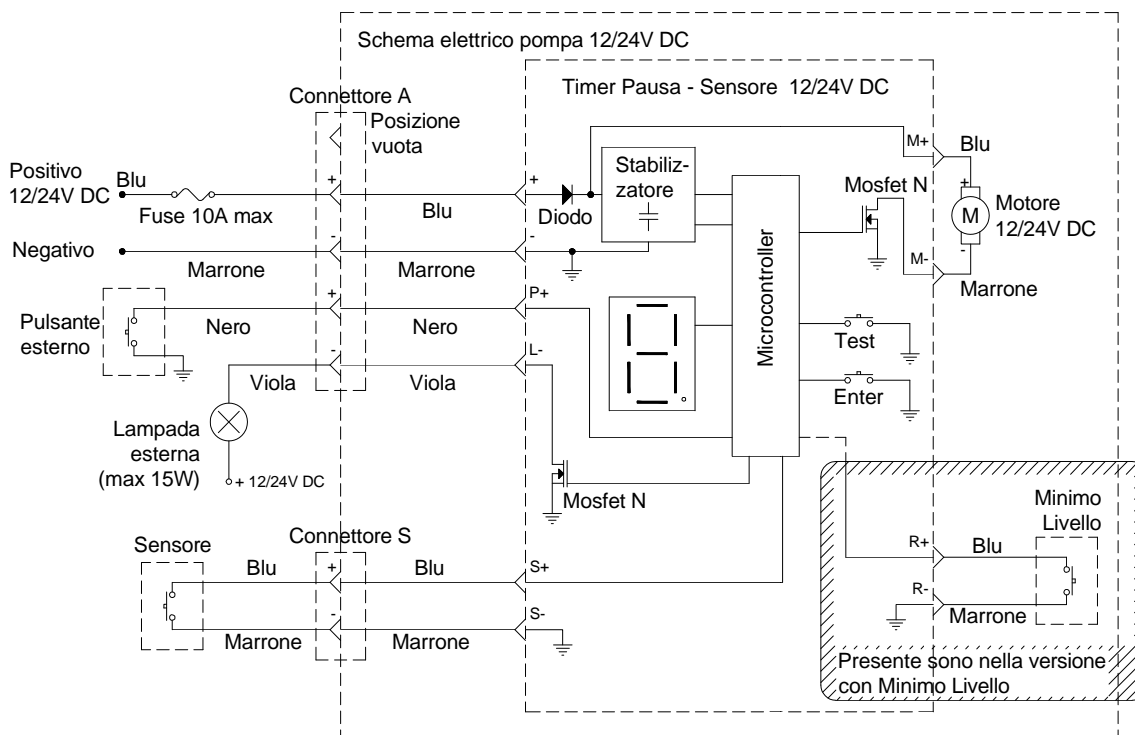 Schema elettrico pompa 12/24V DC
Timer Pausa - Sensore 12/24V DC
Connettore A
Posizione
vuota
Positivo
12/24V DC
Blu
Fuse 10A max
+
Blu
+
Diodo
Stabiliz-
zatore
Microcontroller
Mosfet N
M+
Blu
+
M
Motore
12/24V DC
-
M-
Marrone
Negativo
Marrone
-
Marrone
-
Pulsante
esterno
Nero
+
Nero
P+
Test
Enter
Viola
-
Viola
L-
Lampada
esterna
(max 15W)
+ 12/24V DC
Mosfet N
Sensore
Connettore S
Blu
+
Blu
S+
Marrone
-
Marrone
S-
Minimo
Livello
R+
Blu
R-
Marrone
Presente sono nella versione
con Minimo Livello